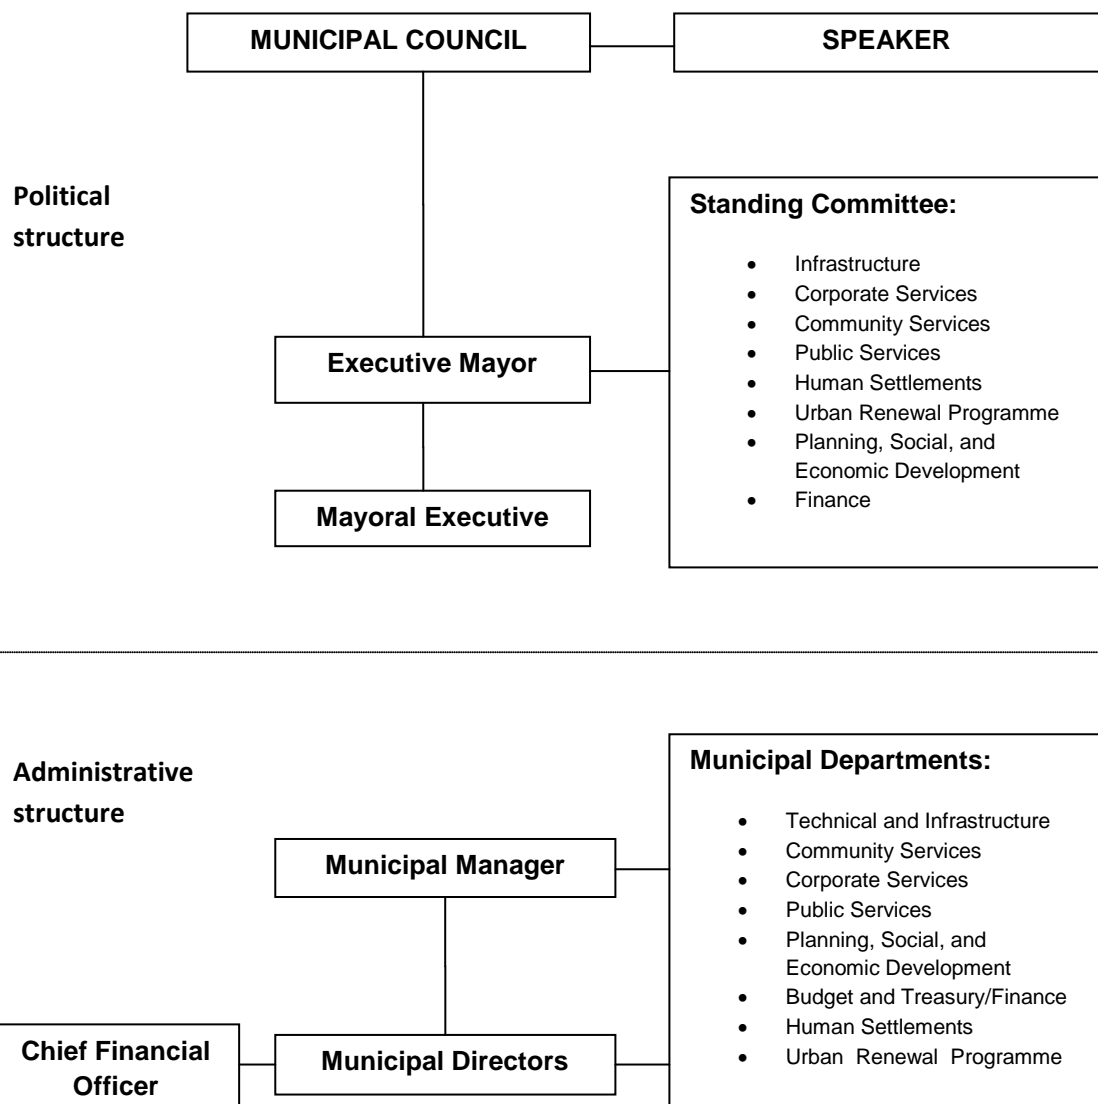 MUNICIPAL COUNCIL
SPEAKER
Political
structure
Standing Committee:
• Infrastructure
• Corporate Services
• Community Services
• Public Services
• Human Settlements
• Urban Renewal Programme
• Planning, Social, and
Economic Development
• Finance
Executive Mayor
Mayoral Executive
Administrative
structure
Municipal Departments:
• Technical and Infrastructure
• Community Services
• Corporate Services
• Public Services
• Planning, Social, and
Economic Development
• Budget and Treasury/Finance
• Human Settlements
• Urban Renewal Programme
Municipal Manager
Chief Financial
Officer
Municipal Directors